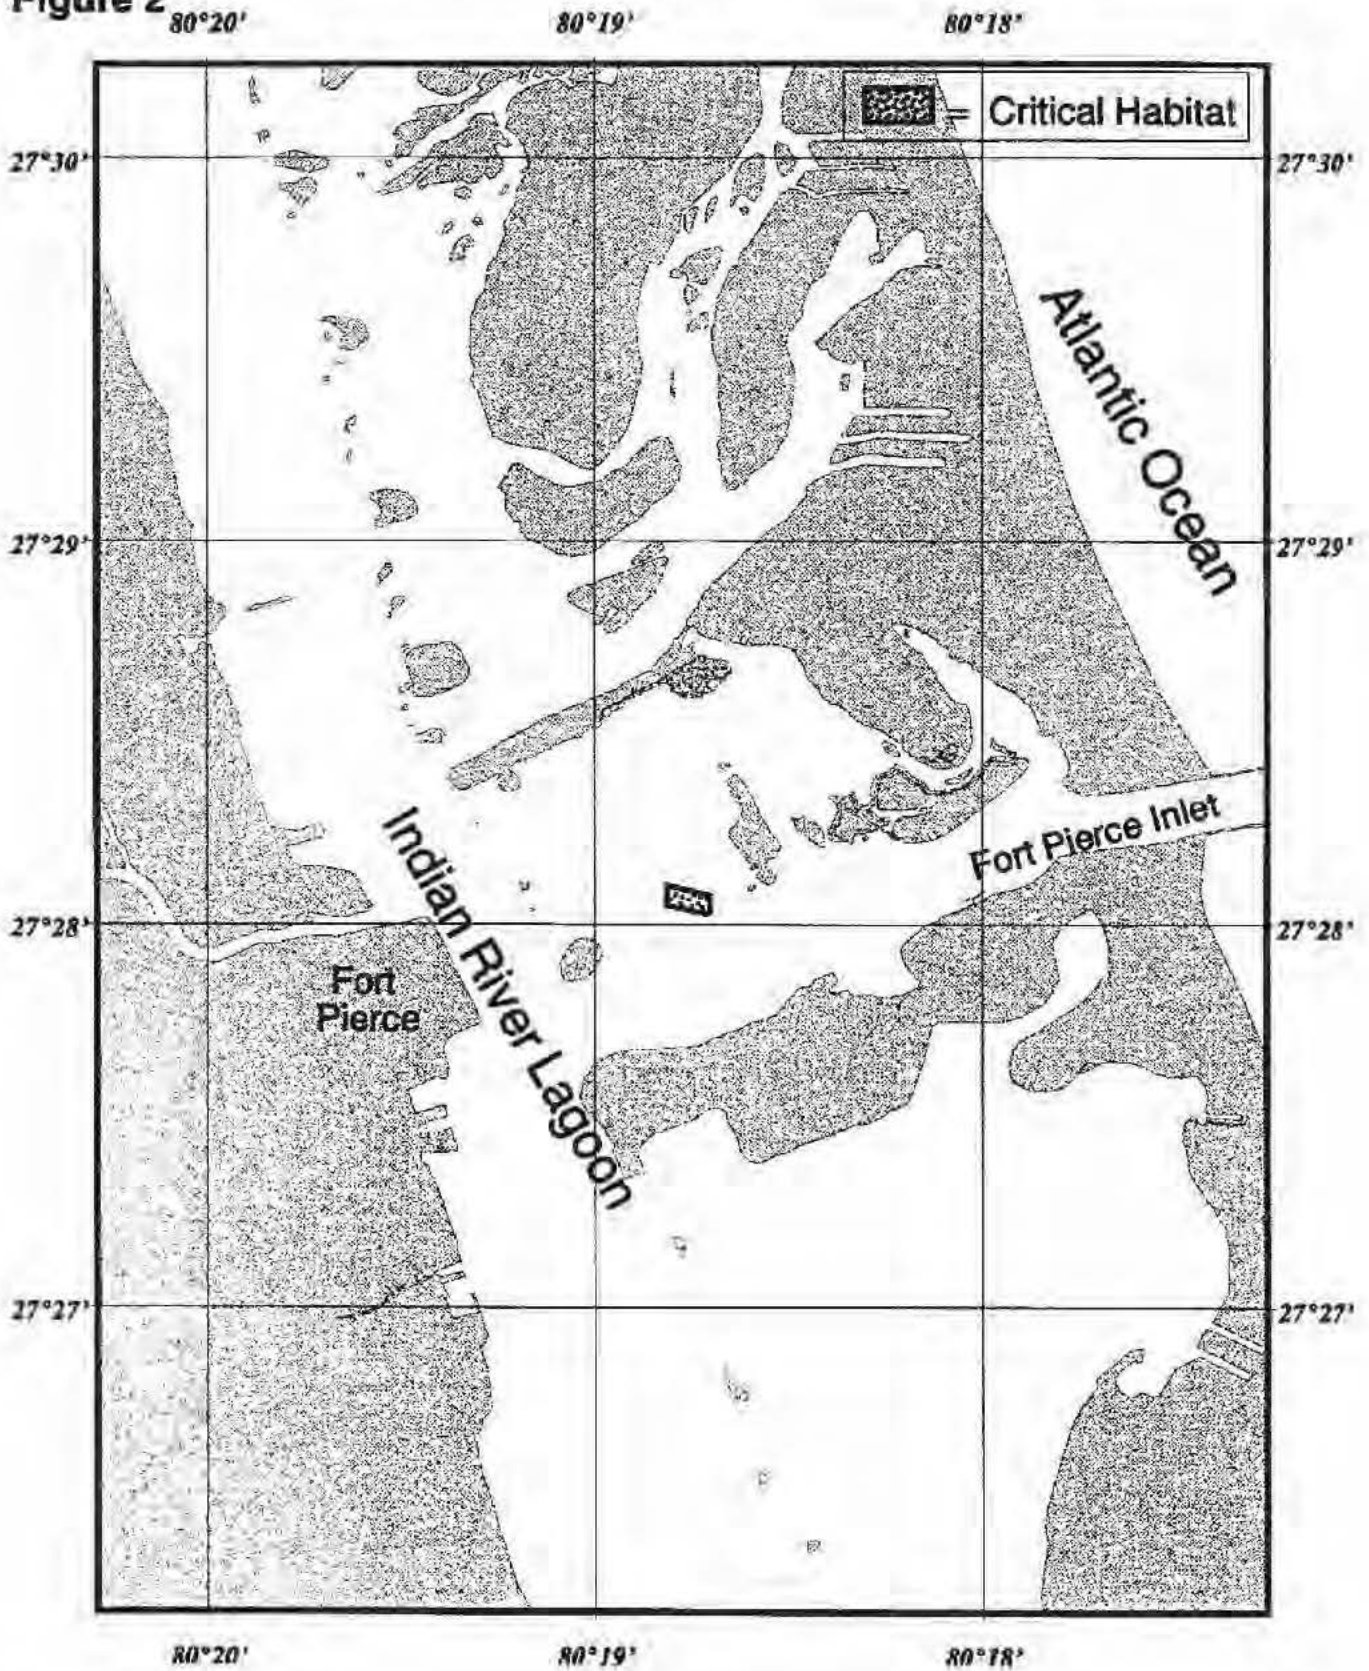 Figure 2
80°20' 80°19' 80°18'
= Critical Habitat
27°30' 27°30'
Atlantic Ocean
27°29' 27°29'
Fort Pierce Inlet
Indian River Lagoon
27°28' 27°28'
Fort
Pierce
27°27' 27°27'
80°20' 80°19' 80°18'